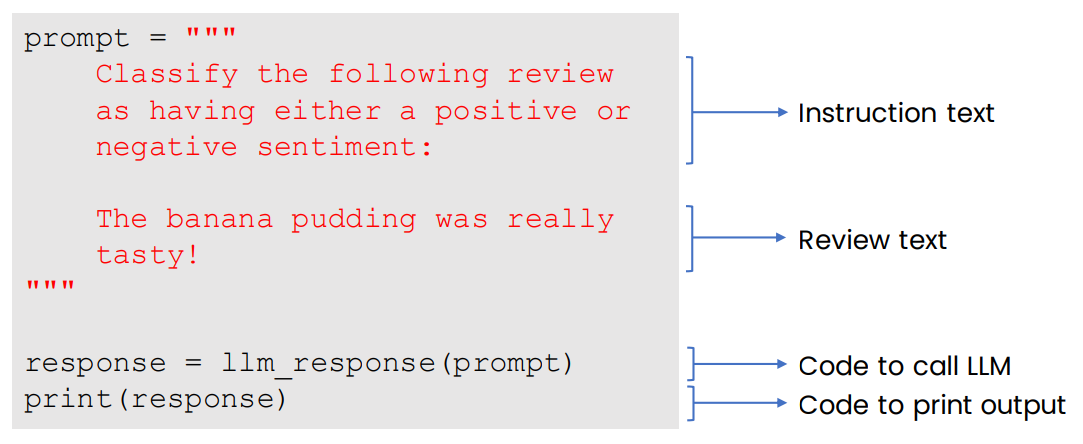 prompt = """
Classify the following review
as having either a positive or
negative sentiment:
The banana pudding was really
tasty!
"""
response = llm_response(prompt)
print(response)
Instruction text
Review text
Code to call LLM
Code to print output